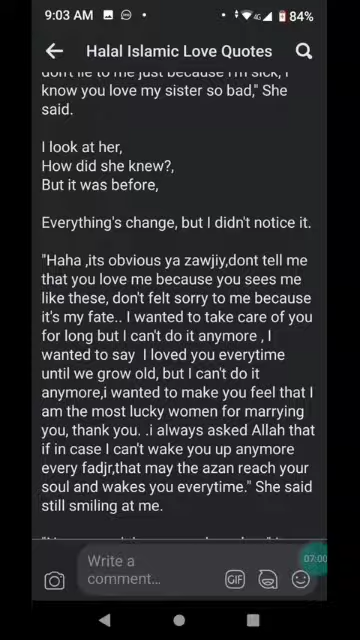 9:03 AM
84%
Halal Islamic Love Quotes
don't lie to me just because I'm sick, I
know you love my sister so bad," She
said.
I look at her,
How did she knew?,
But it was before,
Everything's change, but I didn't notice it.
"Haha ,its obvious ya zawjiy,dont tell me
that you love me because you sees me
like these, don't felt sorry to me because
it's my fate.. I wanted to take care of you
for long but I can't do it anymore , I
wanted to say I loved you everytime
until we grow old, but I can't do it
anymore,i wanted to make you feel that I
am the most lucky women for marrying
you, thank you. .i always asked Allah that
if in case I can't wake you up anymore
every fadjr,that may the azan reach your
soul and wakes you everytime." She said
still smiling at me.
Write a
comment...
GIF
07:00